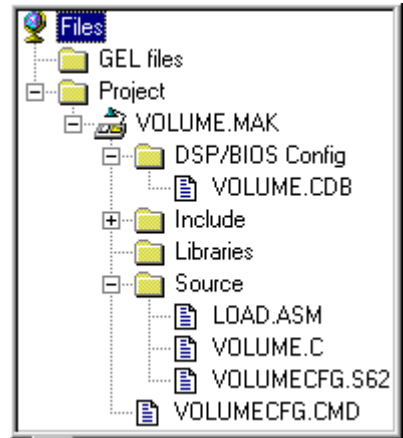 Files
GEL files
Project
VOLUME.MAK
DSP/BIOS Config
VOLUME.CDB
Include
Libraries
Source
LOAD.ASM
VOLUME.C
VOLUMECFG.S62
VOLUMECFG.CMD